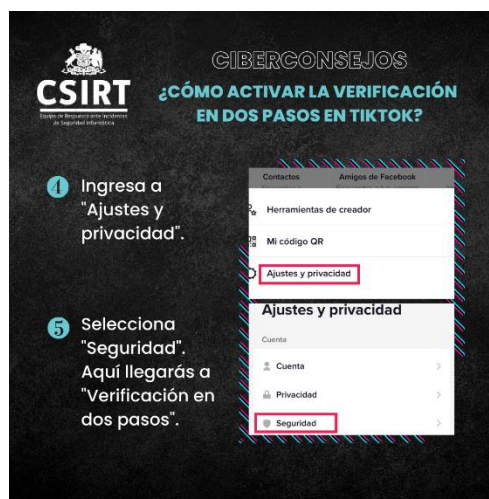 CIBERCONSEJOS
CSIRT
Equipo de Respuesta ante Incidentes
de Seguridad Informática
¿CÓMO ACTIVAR LA VERIFICACIÓN
EN DOS PASOS EN TIKTOK?
4 Ingresa a
"Ajustes y
privacidad".
Contactos Amigos de Facebook
Herramientas de creador
Mi código QR
Ajustes y privacidad
5 Selecciona
"Seguridad".
Aquí llegarás a
"Verificación en
dos pasos".
Ajustes y privacidad
Cuenta
Cuenta
Privacidad
Seguridad